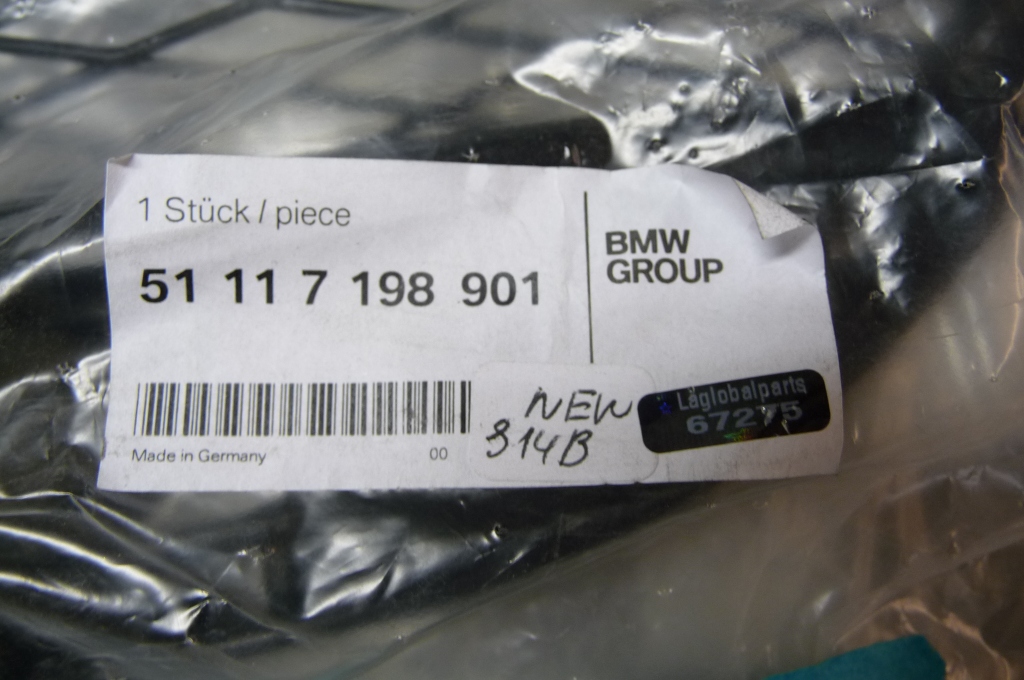 1 Stück / piece
51 11 7 198 901
BMW
GROUP
Made in Germany
00
NEW
814B
Laglobalparts
67275